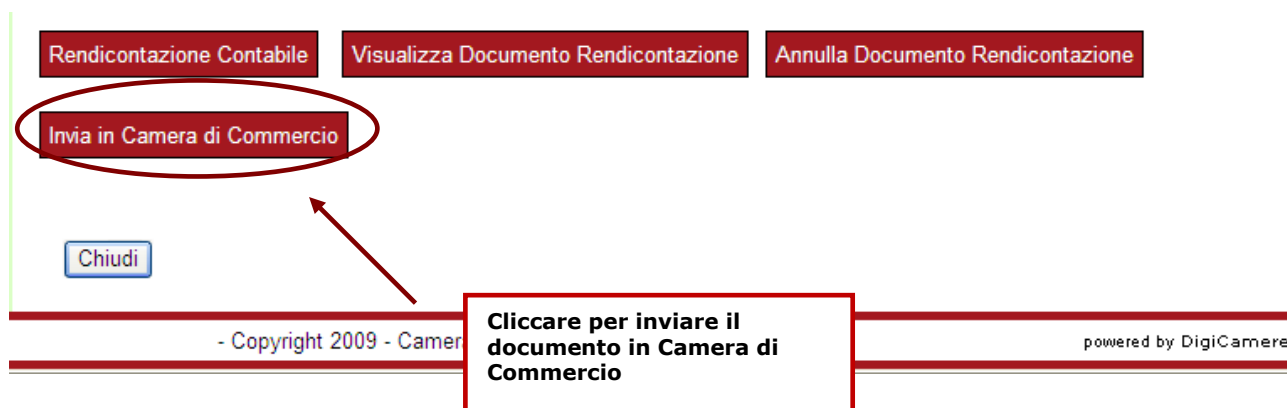 Rendicontazione Contabile Visualizza Documento Rendicontazione Annulla Documento Rendicontazione
Invia in Camera di Commercio
Chiudi
Cliccare per inviare il
documento in Camera di
Commercio
- Copyright 2009 - Camer
powered by DigiCamere